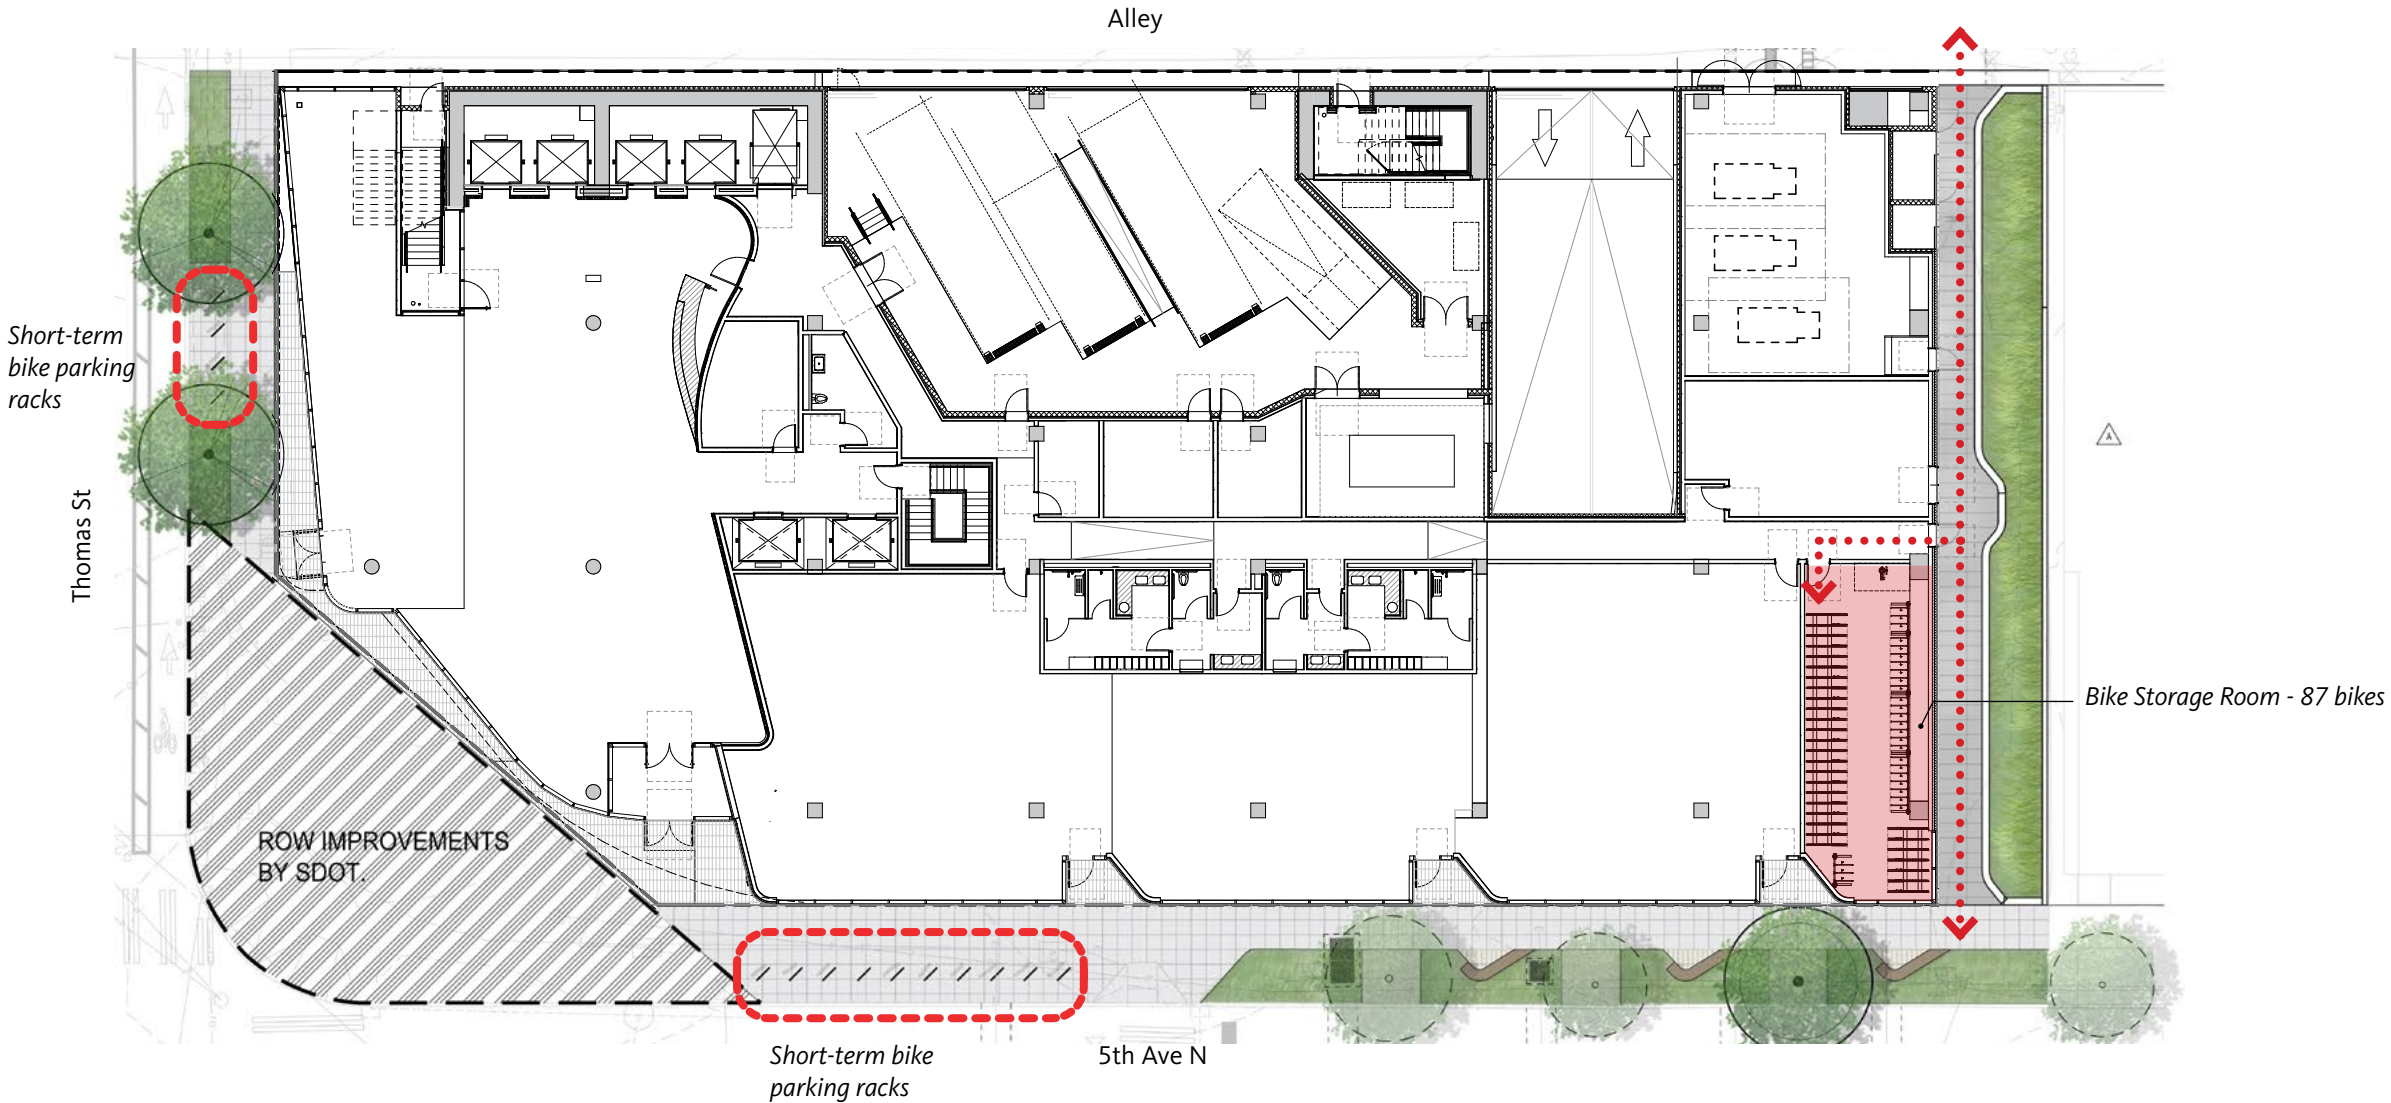 Alley
Short-term
bike parking
racks
Thomas St
A
Bike Storage Room - 87 bikes
ROW IMPROVEMENTS
BY SDOT.
Short-term bike
parking racks
5th Ave N